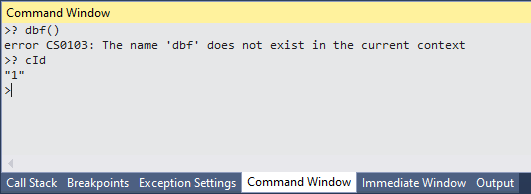 Command Window
>? dbf()
error CS0103: The name 'dbf' does not exist in the current context
>? cId
"1"
>
Call Stack Breakpoints Exception Settings Command Window Immediate Window Output